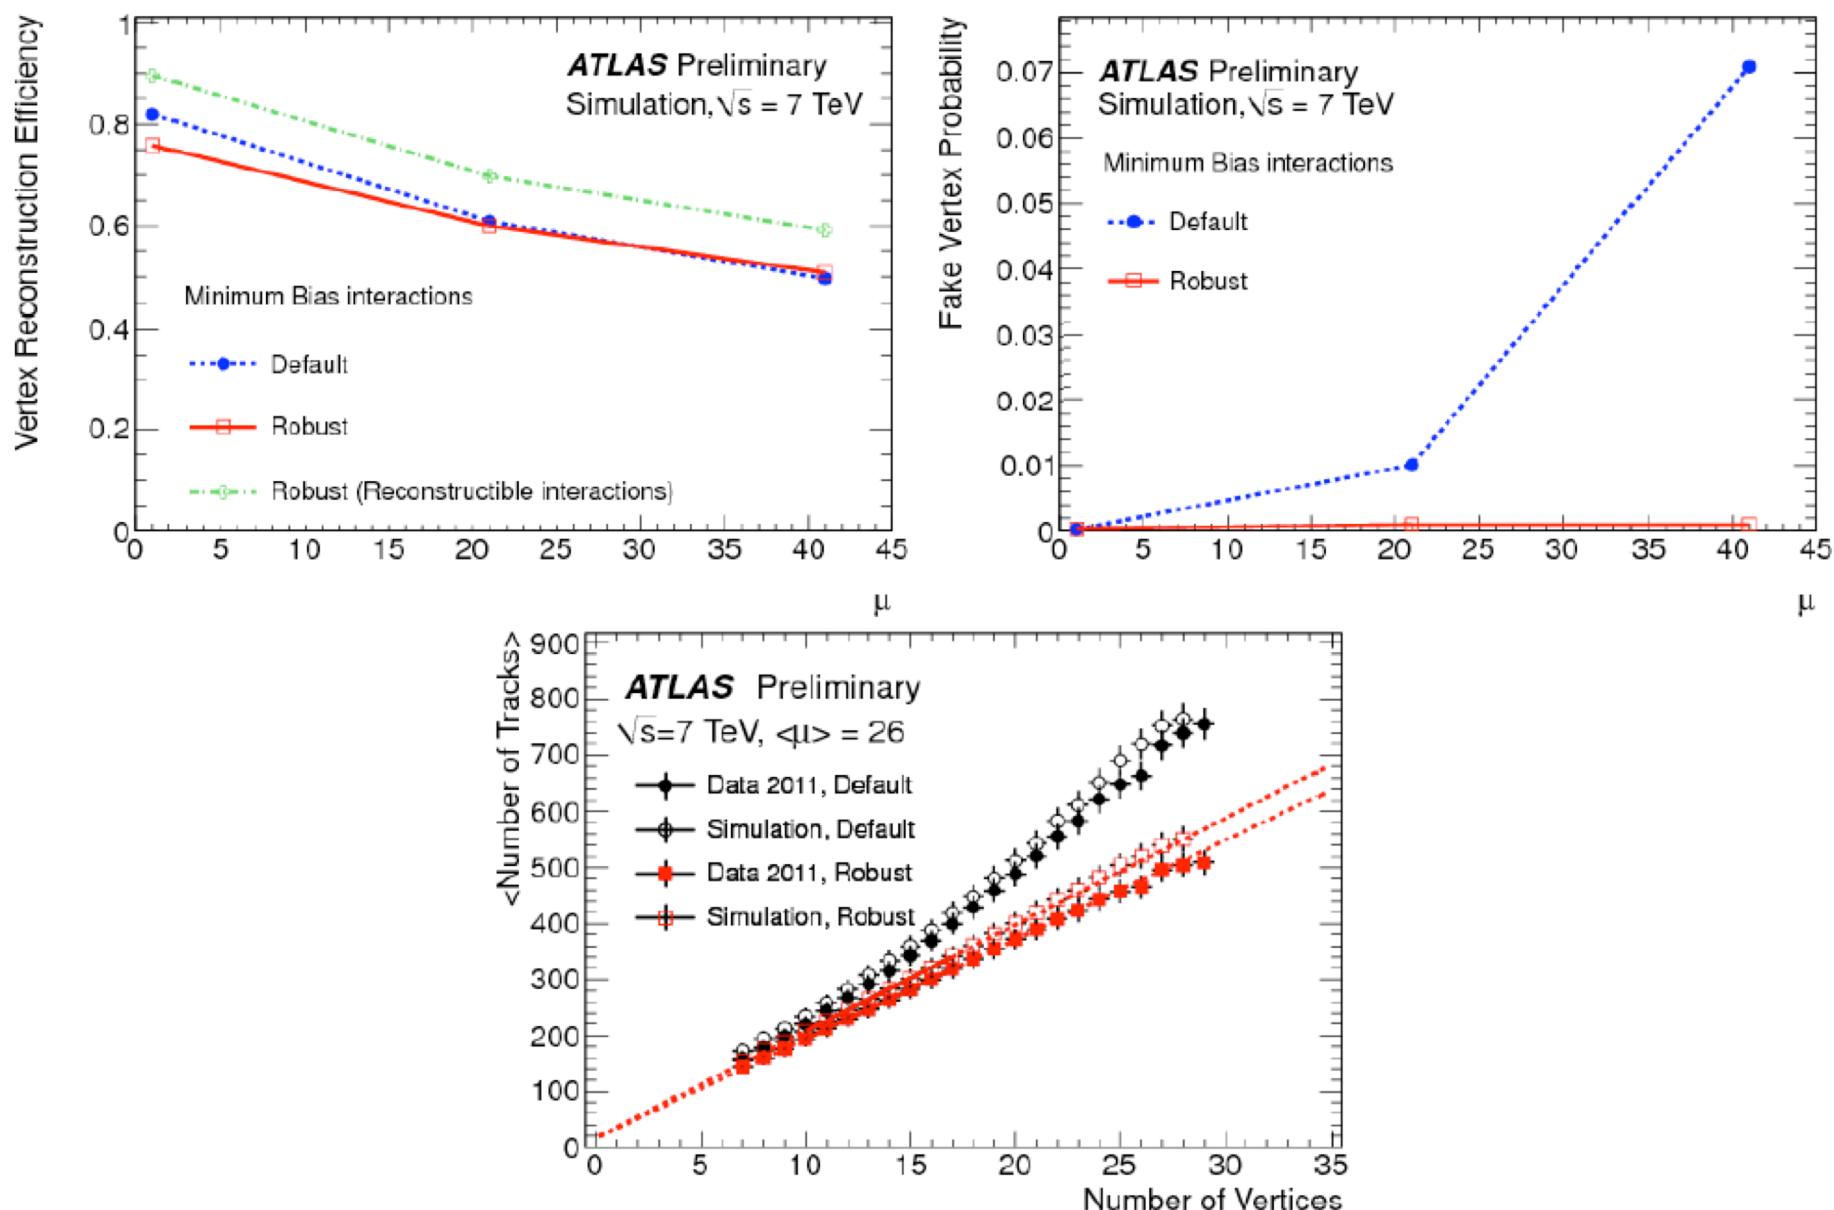 Vertex Reconstruction Efficiency
1
0.8
0.6
0.4
0.2
0
ATLAS Preliminary
Simulation, √s = 7 TeV
Minimum Bias interactions
Default
Robust
Robust (Reconstructible interactions)
0 5 10 15 20 25 30 35 40 45
μ
Fake Vertex Probability
0.07
0.06
0.05
0.04
0.03
0.02
0.01
0
ATLAS Preliminary
Simulation, √s = 7 TeV
Minimum Bias interactions
Default
Robust
0 5 10 15 20 25 30 35 40 45
μ
<Number of Tracks>
900
800
700
600
500
400
300
200
100
0
ATLAS Preliminary
√s=7 TeV, <μ> = 26
Data 2011, Default
Simulation, Default
Data 2011, Robust
Simulation, Robust
0 5 10 15 20 25 30 35
Number of Vertices